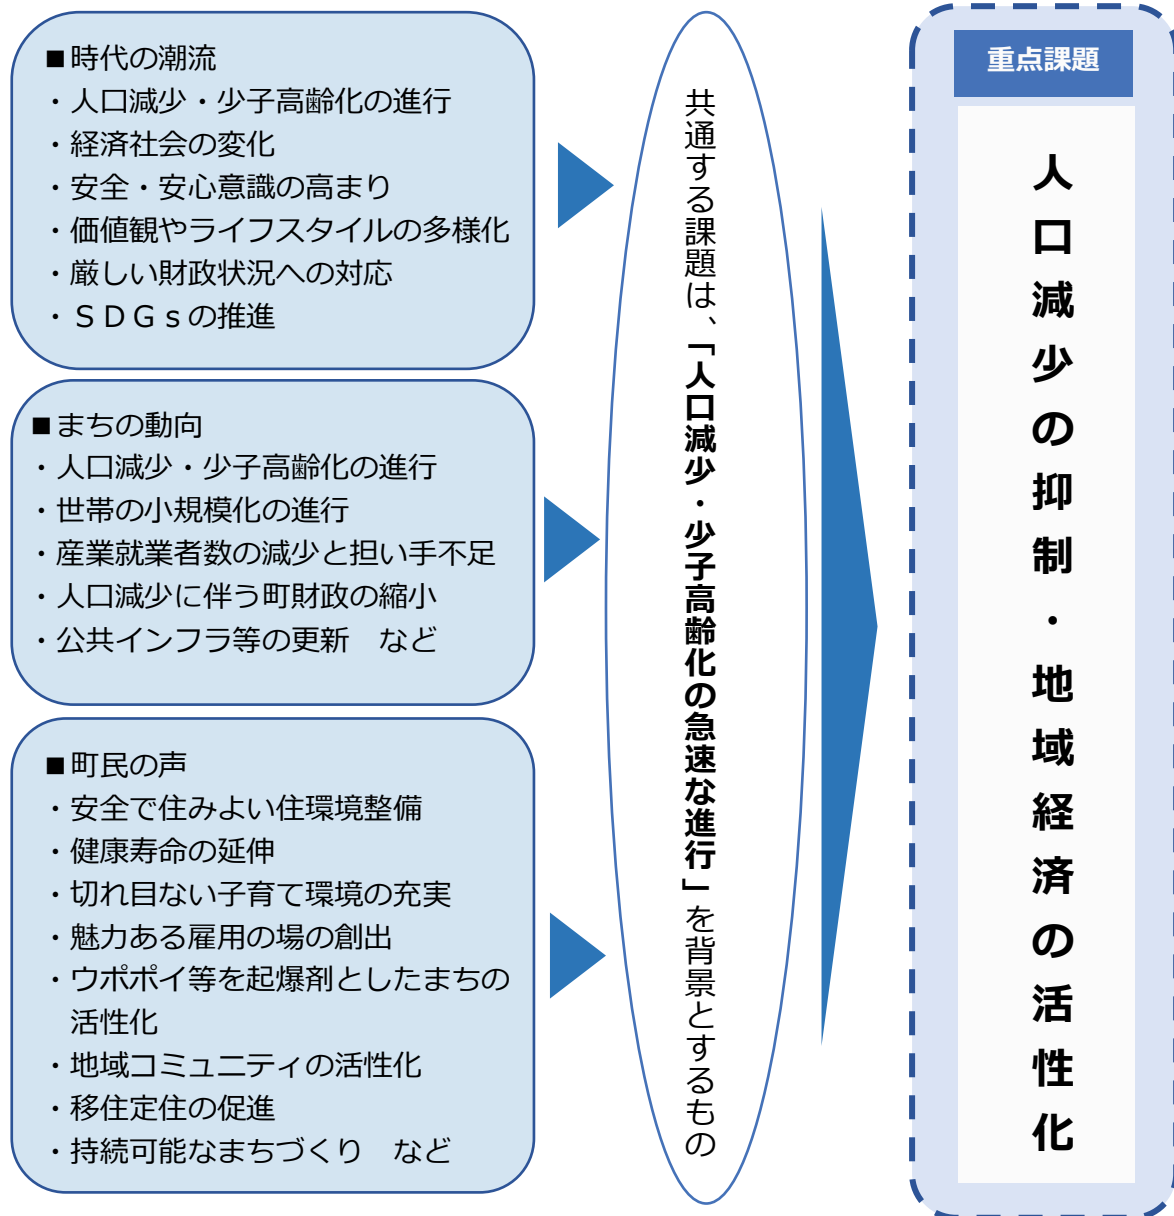 ■時代の潮流
・人口減少・少子高齢化の進行
・経済社会の変化
・安全・安心意識の高まり
・価値観やライフスタイルの多様化
・厳しい財政状況への対応
・ＳＤＧｓの推進
■まちの動向
・人口減少・少子高齢化の進行
・世帯の小規模化の進行
・産業就業者数の減少と担い手不足
・人口減少に伴う町財政の縮小
・公共インフラ等の更新　など
■町民の声
・安全で住みよい住環境整備
・健康寿命の延伸
・切れ目ない子育て環境の充実
・魅力ある雇用の場の創出
・ウポポイ等を起爆剤としたまちの
活性化
・地域コミュニティの活性化
・移住定住の促進
・持続可能なまちづくり　など
共通する課題は、「人口減少・少子高齢化の急速な進行」を背景とするもの
重点課題
人口減少の抑制・地域経済の活性化